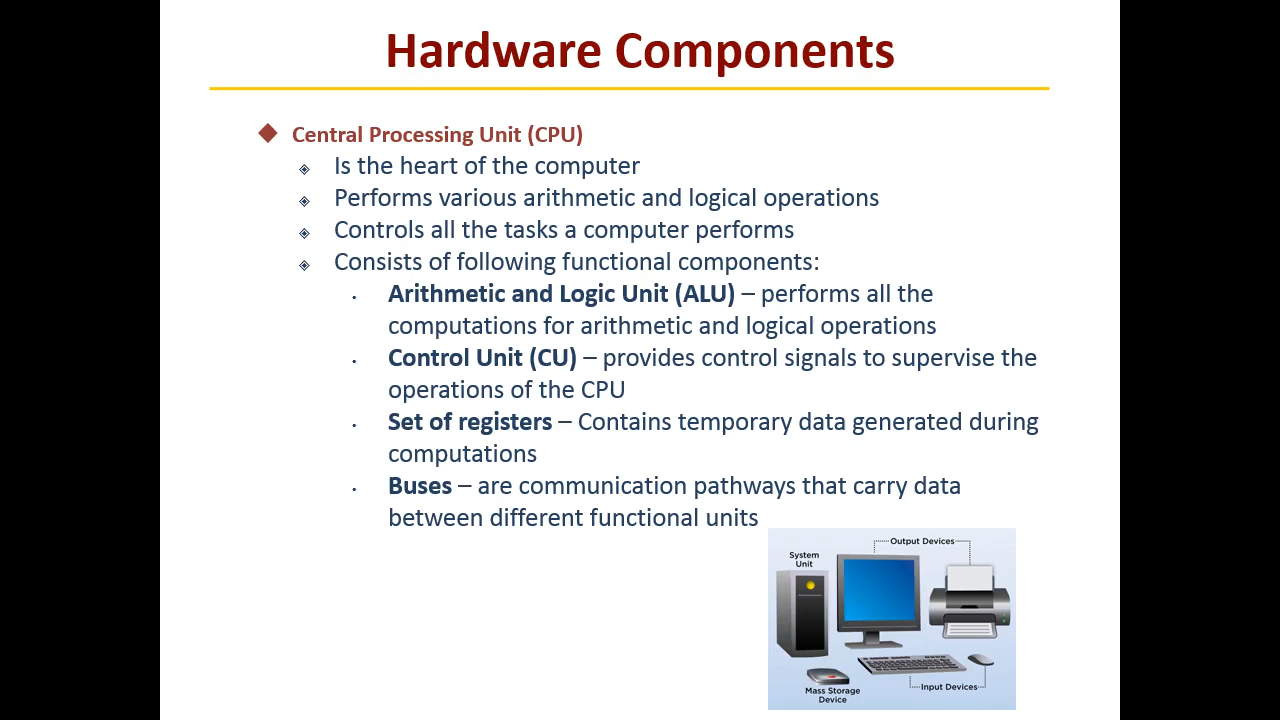 Hardware Components
Central Processing Unit (CPU)
Is the heart of the computer
Performs various arithmetic and logical operations
Controls all the tasks a computer performs
Consists of following functional components:
Arithmetic and Logic Unit (ALU) – performs all the
computations for arithmetic and logical operations
Control Unit (CU) – provides control signals to supervise the
operations of the CPU
Set of registers – Contains temporary data generated during
computations
Buses – are communication pathways that carry data
between different functional units
Output Devices
System
Unit
Input Devices
Mass Storage
Device